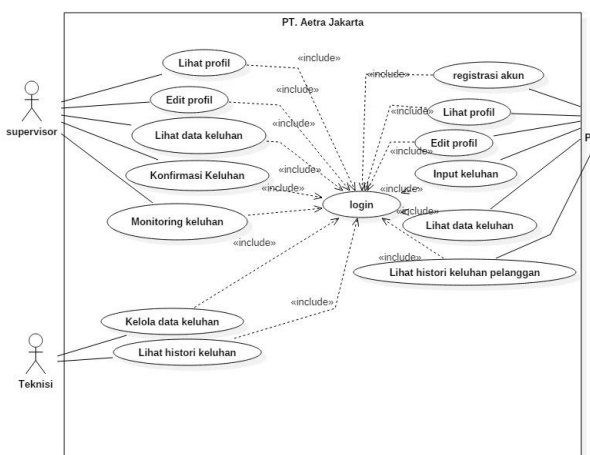 PT. Aetra Jakarta
Lihat profil
«include»
«include»
registrasi akun
Edit profil
«include»
Lihat profil
supervisor
«include»
«include»
Lihat data keluhan
Edit profil
«include»
«include»
Konfirmasi Keluhan
Input keluhan
«include»
«include»
login
«include»
Monitoring keluhan
Lihat data keluhan
«include»
«include»
Lihat histori keluhan pelanggan
«include»
Kelola data keluhan
Lihat histori keluhan
Teknisi